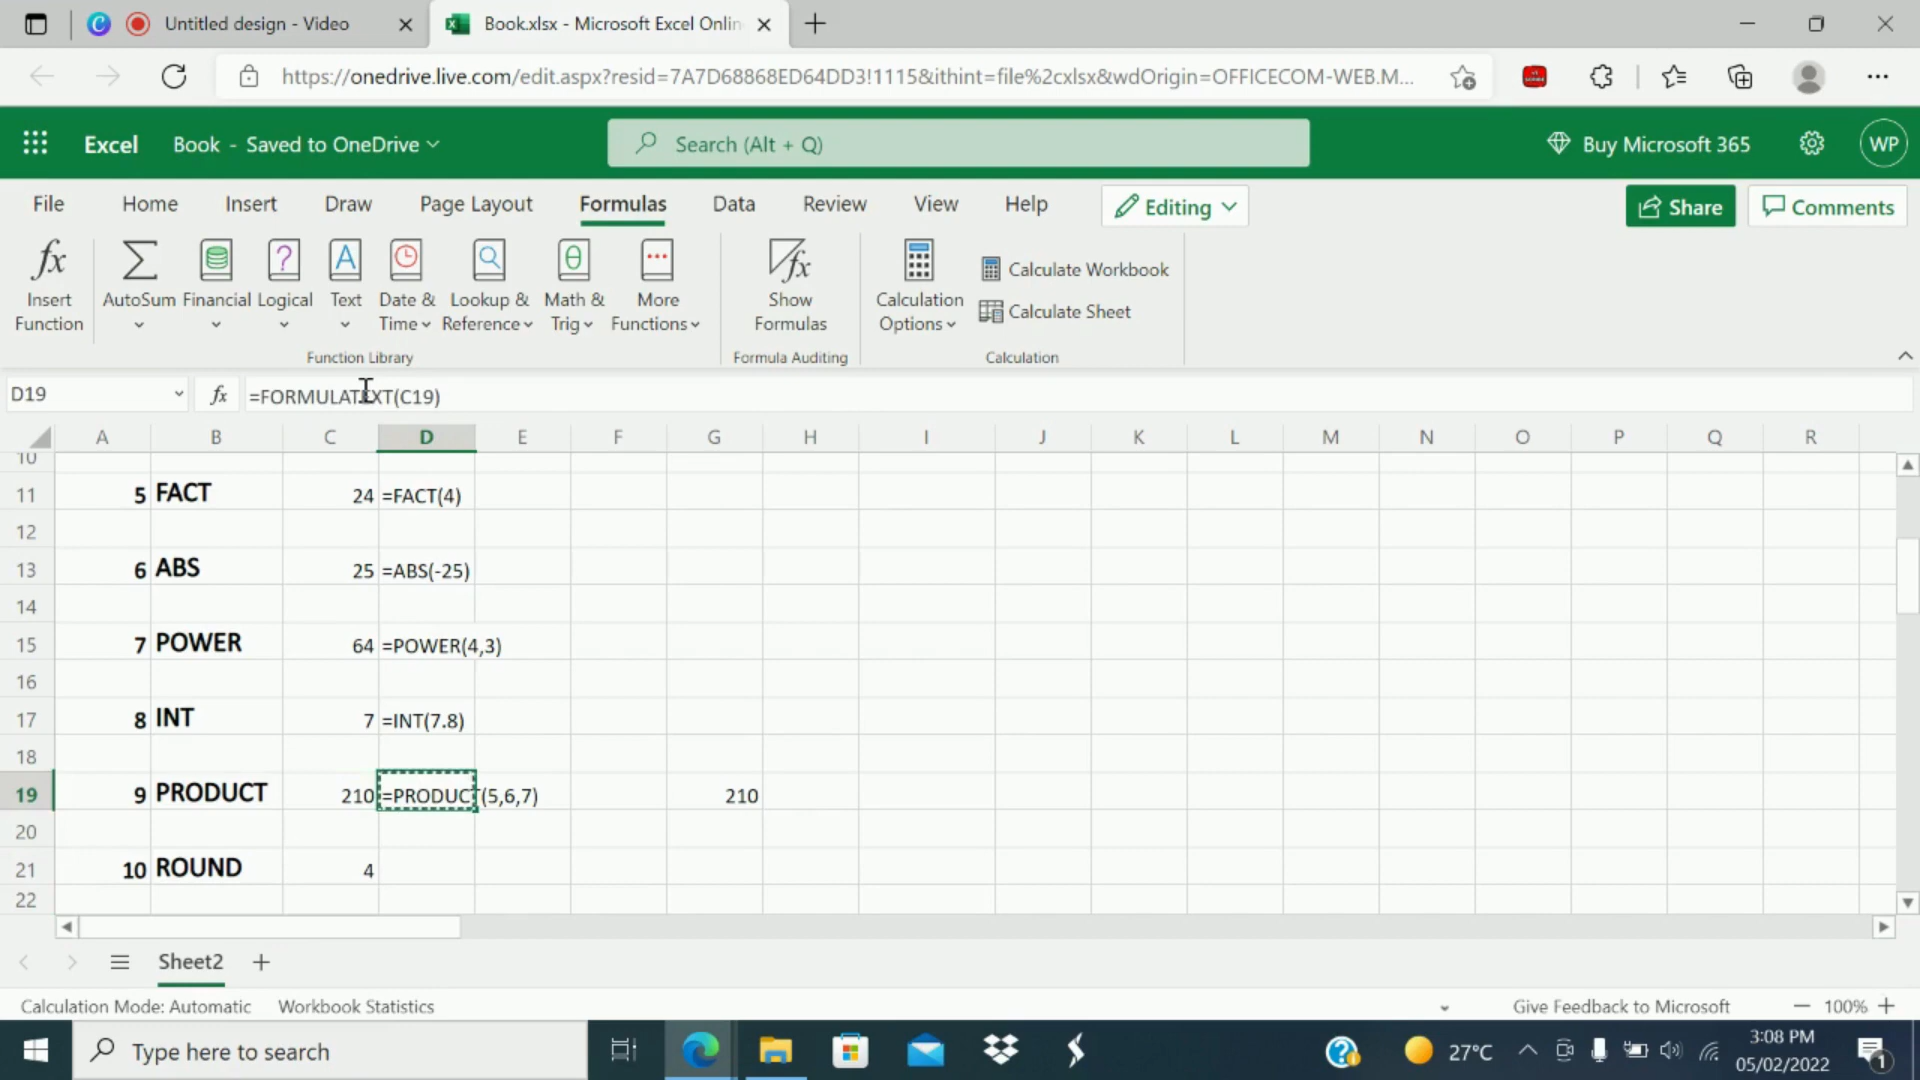 Untitled design - Video
Book.xlsx - Microsoft Excel Onlin
https://onedrive.live.com/edit.aspx?resid=7A7D68868ED64DD3!1115&ithint=file%2cxlsx&wdOrigin=OFFICECOM-WEB.M...
Excel Book - Saved to OneDrive Search (Alt + Q) Buy Microsoft 365 WP
File Home Insert Draw Page Layout Formulas Data Review View Help Editing Share Comments
Insert Function
AutoSum
Financial
Logical
Text
Date & Time
Lookup & Reference
Math & Trig
More Functions
Show Formulas
Calculation Options
Calculate Workbook
Calculate Sheet
Function Library Formula Auditing Calculation
D19 fx =FORMULATEXT(C19)
A B C D E F G H I J K L M N O P Q R
10
11 5 FACT 24 =FACT(4)
12
13 6 ABS 25 =ABS(-25)
14
15 7 POWER 64 =POWER(4,3)
16
17 8 INT 7 =INT(7.8)
18
19 9 PRODUCT 210 =PRODUCT(5,6,7) 210
20
21 10 ROUND 4
22
Sheet2
Calculation Mode: Automatic Workbook Statistics Give Feedback to Microsoft 100%
Type here to search 27°C 3:08 PM
05/02/2022 1